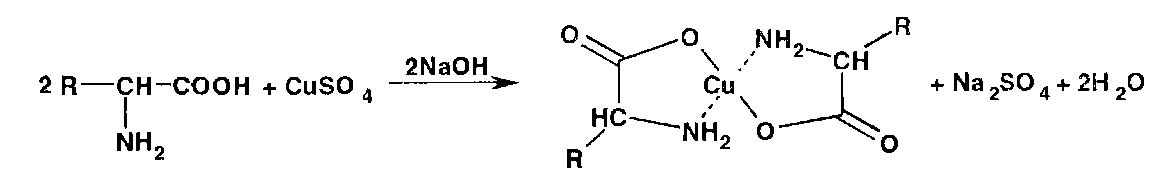 2 R—CH—COOH + CuSO₄
NH₂
2NaOH
O
O
HC
R
NH₂
Cu
NH₂
CH
R
O
O
+ Na₂SO₄ + 2H₂O